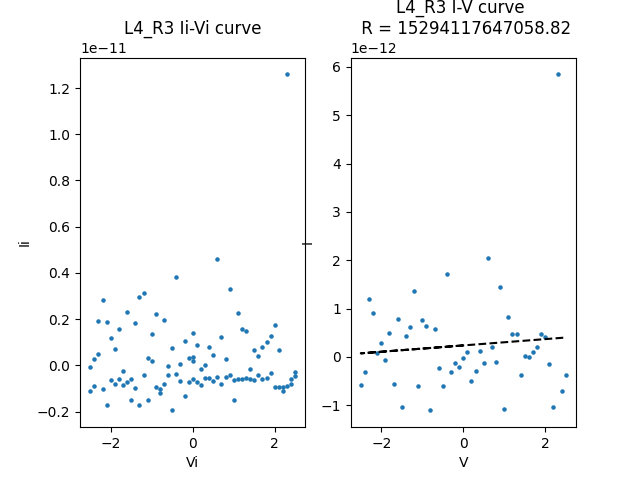 L4_R3 Ii-Vi curve
1e−11
1.2
1.0
0.8
0.6
0.4
0.2
0.0
−0.2
Ii
−2
0
2
Vi
L4_R3 I-V curve
R = 15294117647058.82
1e−12
6
5
4
3
2
1
0
−1
I
−2
0
2
V